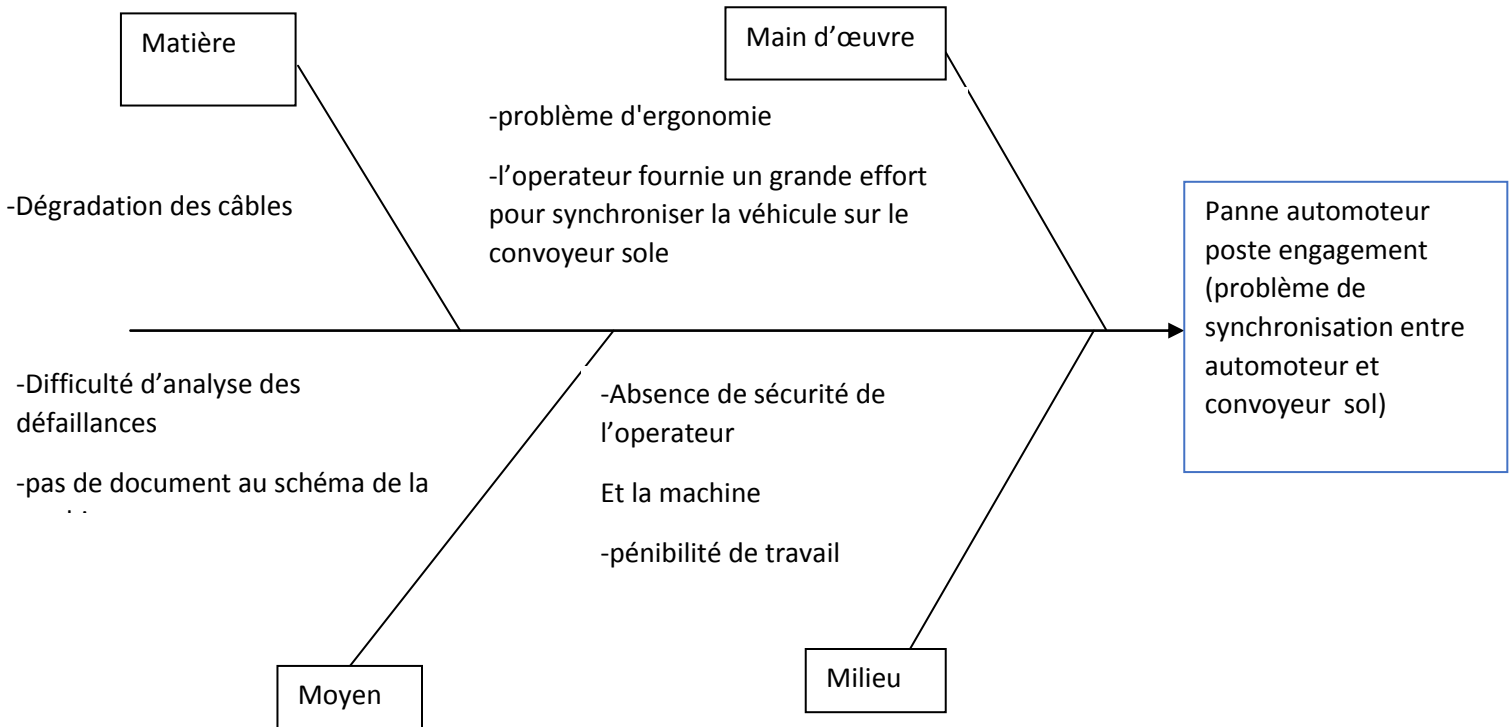 Matière
Main d’œuvre
-problème d'ergonomie
-l’operateur fournie un grande effort
pour synchroniser la véhicule sur le
convoyeur sole
-Dégradation des câbles
Panne automoteur
poste engagement
(problème de
synchronisation entre
automoteur et
convoyeur sol)
-Difficulté d’analyse des
défaillances
-pas de document au schéma de la
-Absence de sécurité de
l’operateur
Et la machine
-pénibilité de travail
Moyen
Milieu